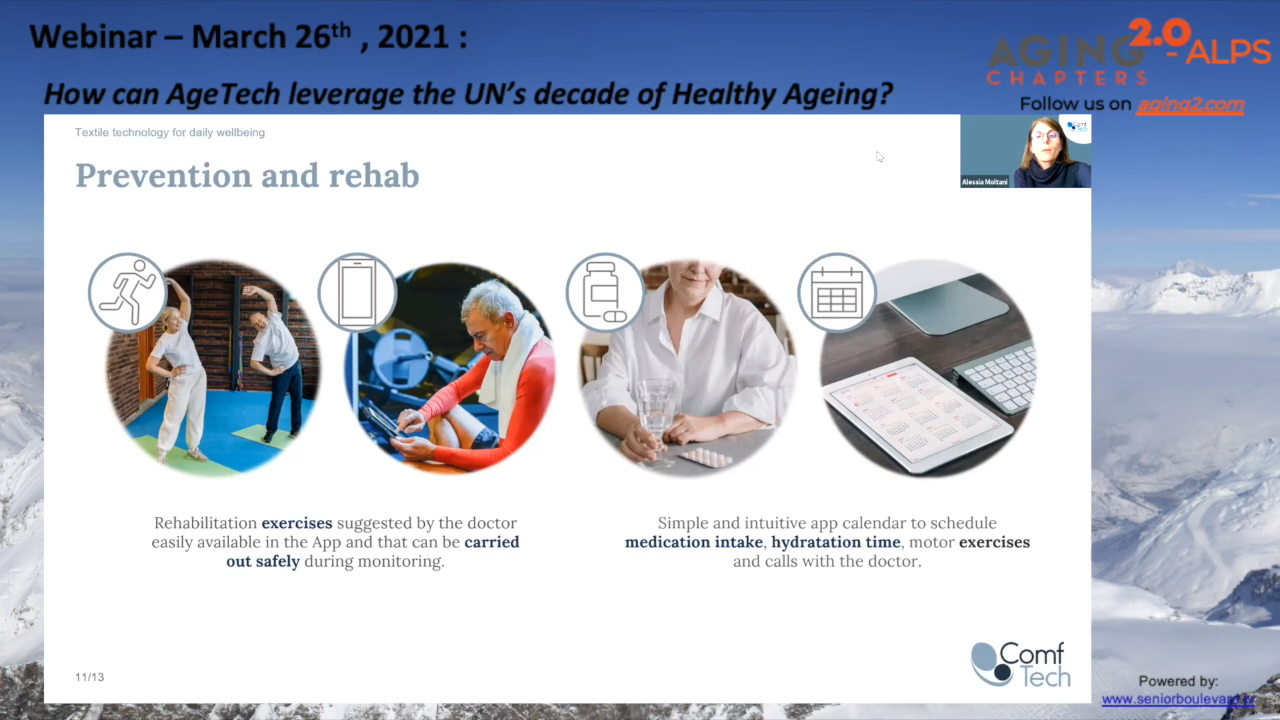 Webinar – March 26th , 2021 :
How can AgeTech leverage the UN's decade of Healthy Ageing?
AGING 2.0 - ALPS
CHAPTERS
Follow us on aging2.com
Textile technology for daily wellbeing
Prevention and rehab
Comf
Tech
Alessia Moltani
Rehabilitation exercises suggested by the doctor
easily available in the App and that can be carried
out safely during monitoring.
Simple and intuitive app calendar to schedule
medication intake, hydratation time, motor exercises
and calls with the doctor.
11/13
Comf
Tech
Powered by:
www.seniorboulevard.tv